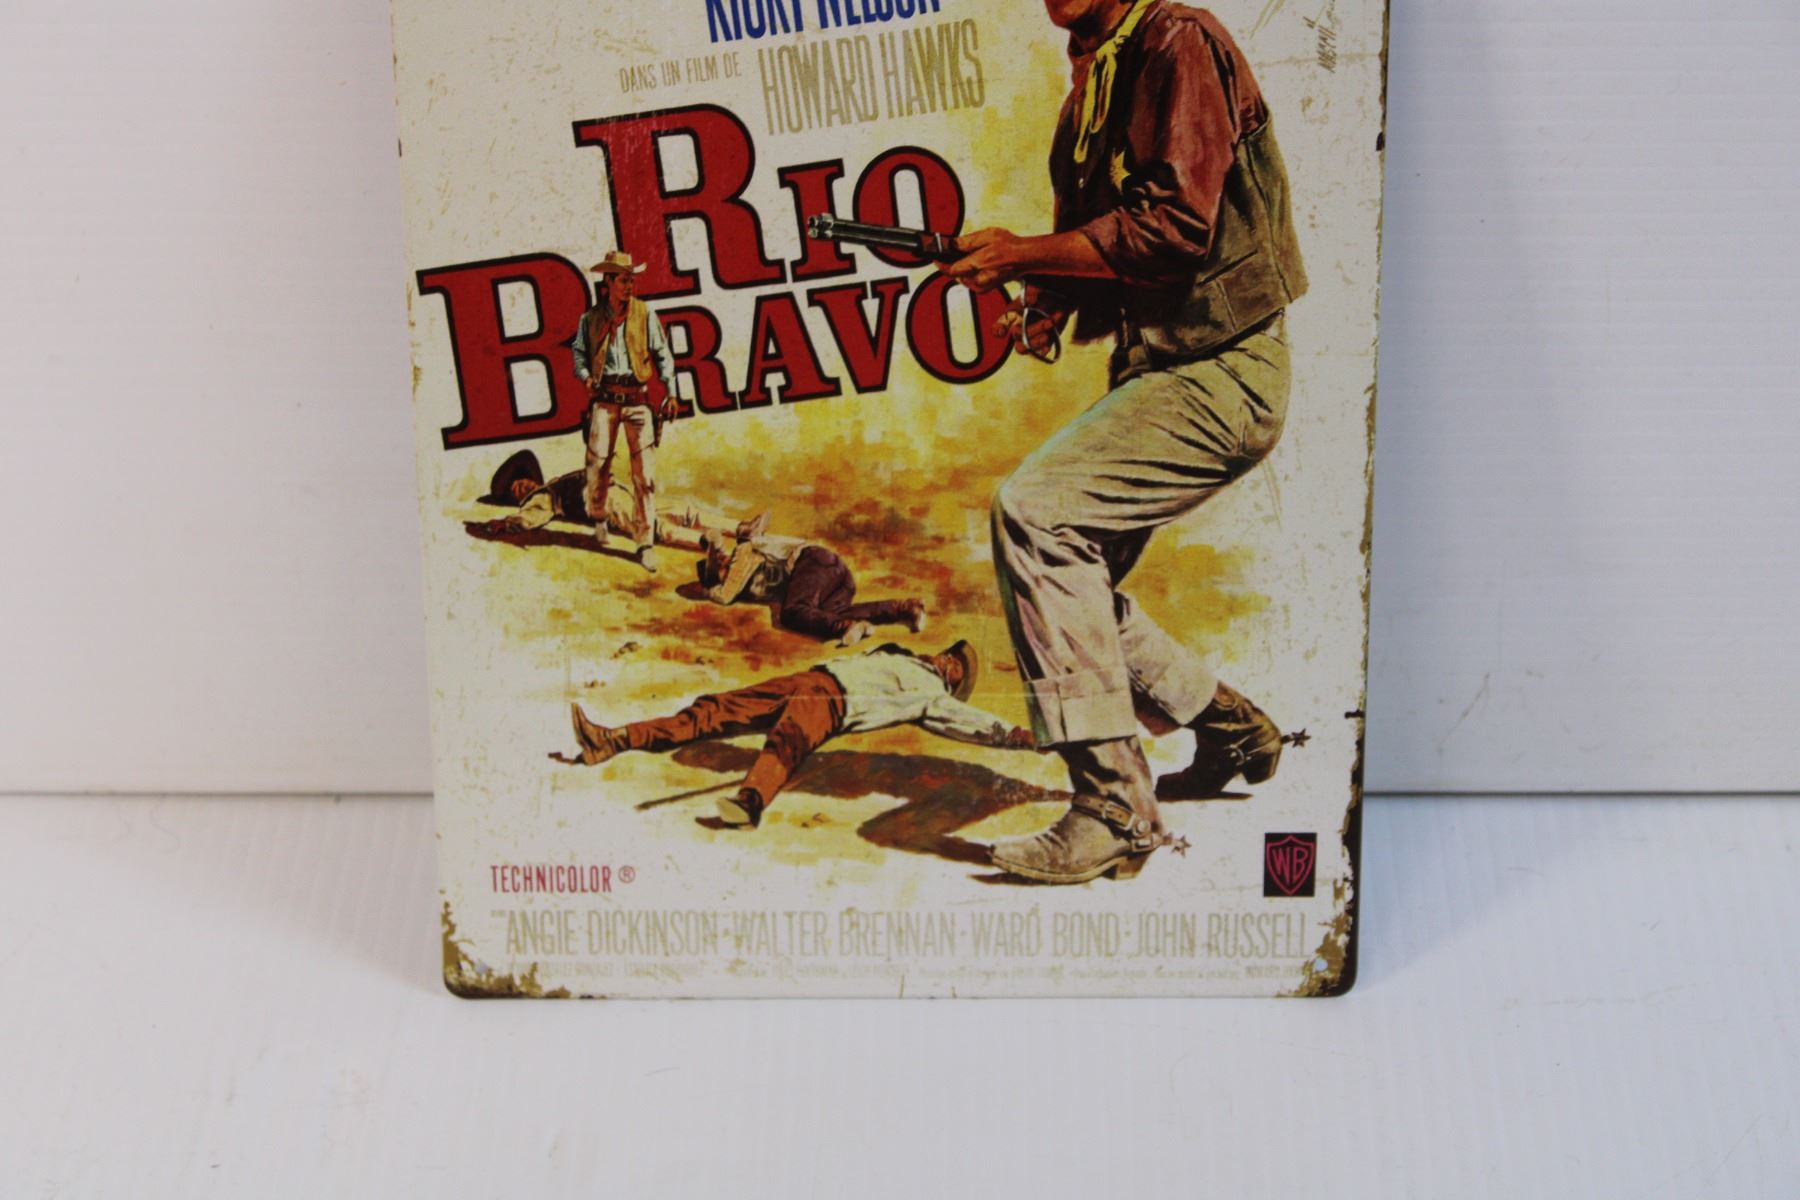 RICKY NELSON
DANS UN FILM DE HOWARD HAWKS
RIO
BRAVO
TECHNICOLOR ®
WB
ANGIE DICKINSON · WALTER BRENNAN · WARD BOND · JOHN RUSSELL